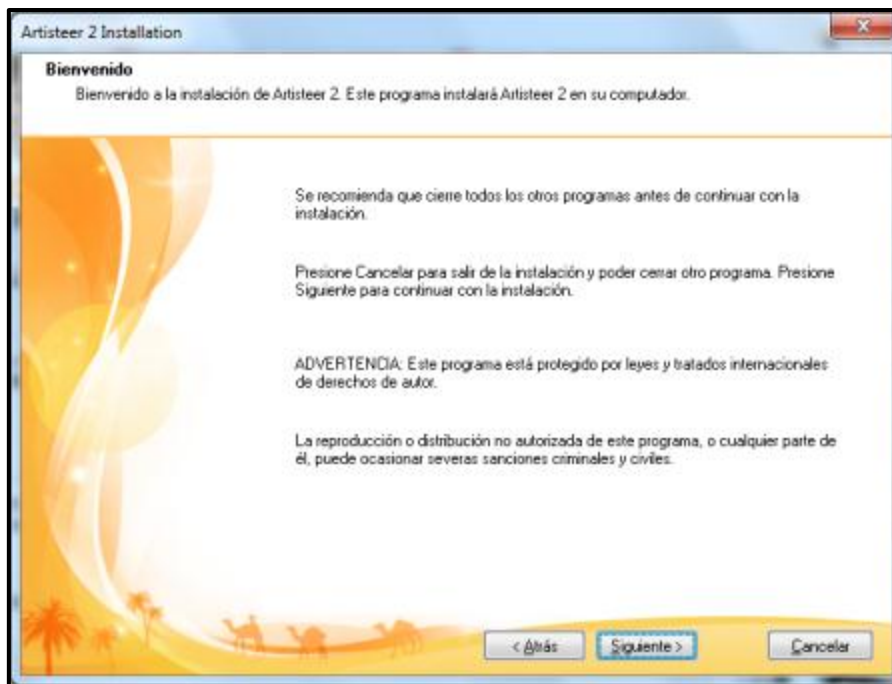 Artisteer 2 Installation
Bienvenido
Bienvenido a la instalación de Artisteer 2. Este programa instalará Artisteer 2 en su computador.
Se recomienda que cierre todos los otros programas antes de continuar con la
instalación.
Presione Cancelar para salir de la instalación y poder cerrar otro programa. Presione
Siguiente para continuar con la instalación.
ADVERTENCIA: Este programa está protegido por leyes y tratados internacionales
de derechos de autor.
La reproducción o distribución no autorizada de este programa, o cualquier parte de
él, puede ocasionar severas sanciones criminales y civiles.
< Atrás
Siguiente >
Cancelar